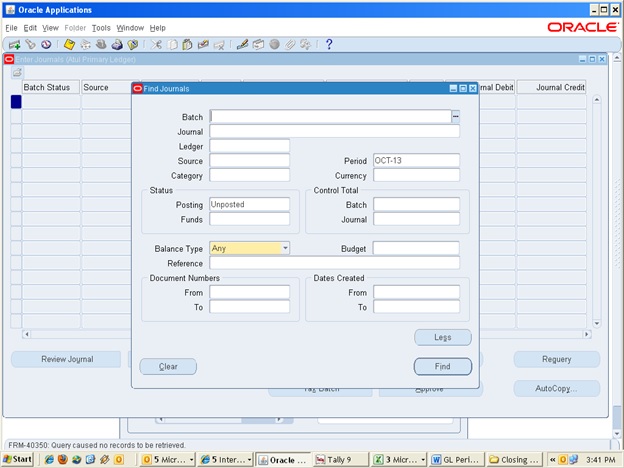 Oracle Applications
File Edit View Folder Tools Window Help
ORACLE
Enter Journals (Atul Primary Ledger)
Batch Status Source rnal Debit Journal Credit
Find Journals
Batch
Journal
Ledger
Source Period OCT-13
Category Currency
Status Control Total
Posting Unposted Batch
Funds Journal
Balance Type Any Budget
Reference
Document Numbers Dates Created
From From
To To
Less
Review Journal Requery
Clear Find
AutoCopy...
FRM-40350: Query caused no records to be retrieved.
Start 5 Micr... 5 Inter... Oracle ... Tally 9 3 Micr... GL Peri... Closing ... 3:41 PM